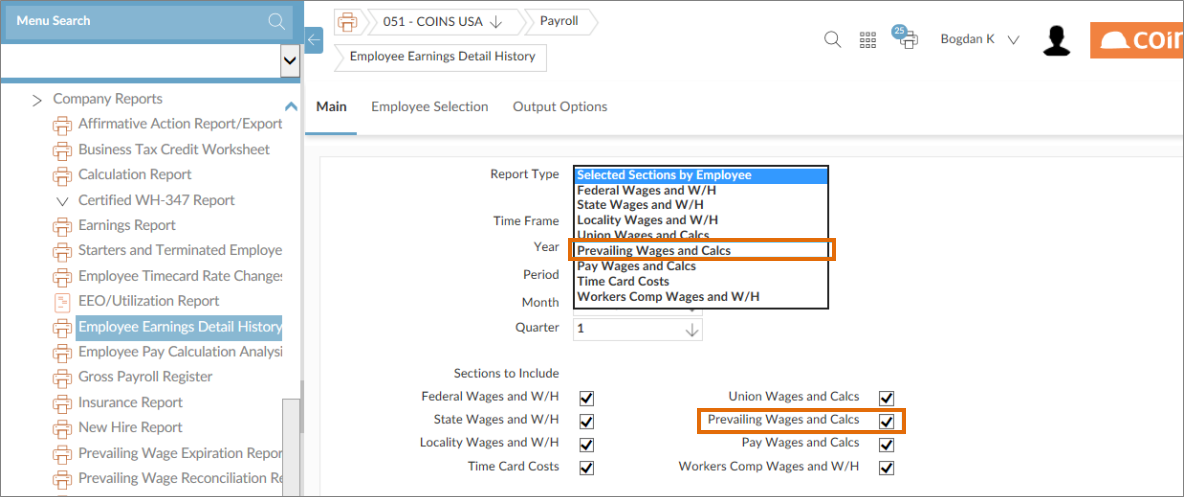 Menu Search
Company Reports
Affirmative Action Report/Export
Business Tax Credit Worksheet
Calculation Report
Certified WH-347 Report
Earnings Report
Starters and Terminated Employe
Employee Timecard Rate Changes
EEO/Utilization Report
Employee Earnings Detail History
Employee Pay Calculation Analysi
Gross Payroll Register
Insurance Report
New Hire Report
Prevailing Wage Expiration Repor
Prevailing Wage Reconciliation Re
051 - COINS USA
Payroll
Employee Earnings Detail History
25
Bogdan K
coin
Main
Employee Selection
Output Options
Report Type
Selected Sections by Employee
Federal Wages and W/H
State Wages and W/H
Locality Wages and W/H
Union Wages and Calcs
Prevailing Wages and Calcs
Pay Wages and Calcs
Time Card Costs
Workers Comp Wages and W/H
Time Frame
Year
Period
Month
Quarter
1
Sections to Include
Federal Wages and W/H
Union Wages and Calcs
State Wages and W/H
Prevailing Wages and Calcs
Locality Wages and W/H
Pay Wages and Calcs
Time Card Costs
Workers Comp Wages and W/H